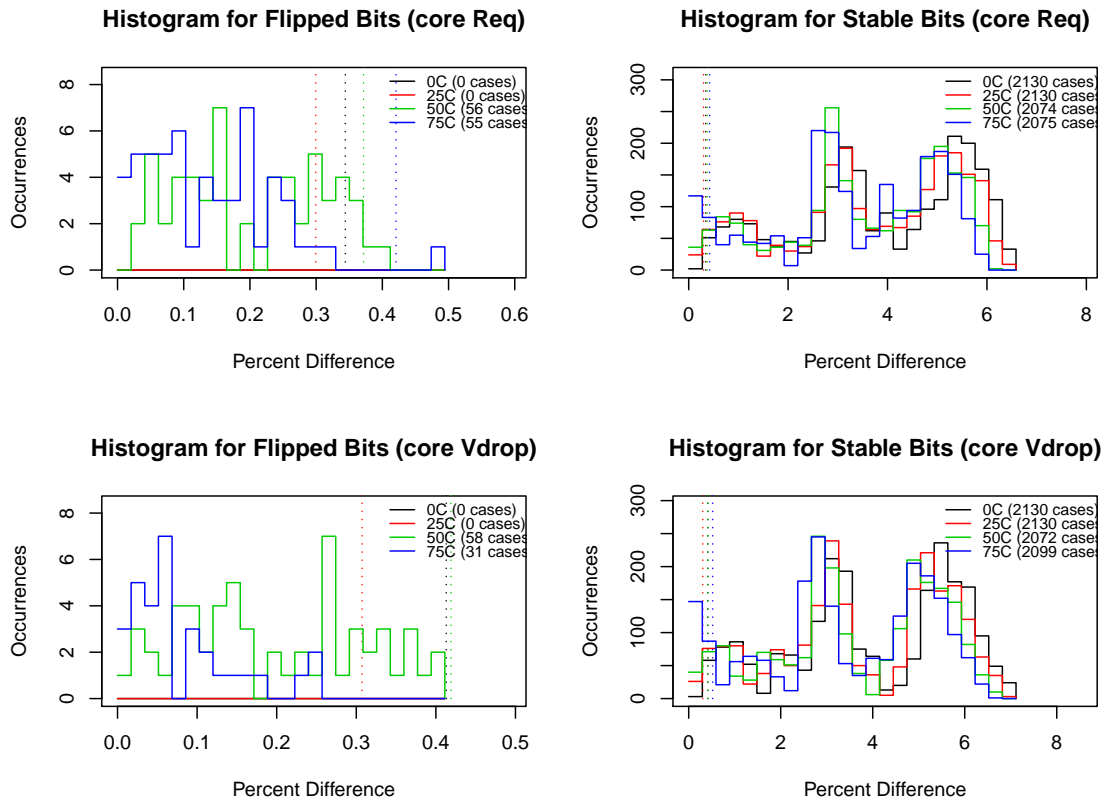 Histogram for Flipped Bits (core Req)
Occurrences
8
6
4
2
0
0C (0 cases)
25C (0 cases)
50C (56 cases
75C (55 cases
0.0 0.1 0.2 0.3 0.4 0.5 0.6
Percent Difference
Histogram for Stable Bits (core Req)
Occurrences
300
200
100
0
0C (2130 cases)
25C (2130 cases
50C (2074 cases
75C (2075 cases
0 2 4 6 8
Percent Difference
Histogram for Flipped Bits (core Vdrop)
Occurrences
8
6
4
2
0
0C (0 cases)
25C (0 cases)
50C (58 cases
75C (31 cases
0.0 0.1 0.2 0.3 0.4 0.5
Percent Difference
Histogram for Stable Bits (core Vdrop)
Occurrences
300
200
100
0
0C (2130 cases)
25C (2130 cases
50C (2072 cases
75C (2099 cases
0 2 4 6 8
Percent Difference